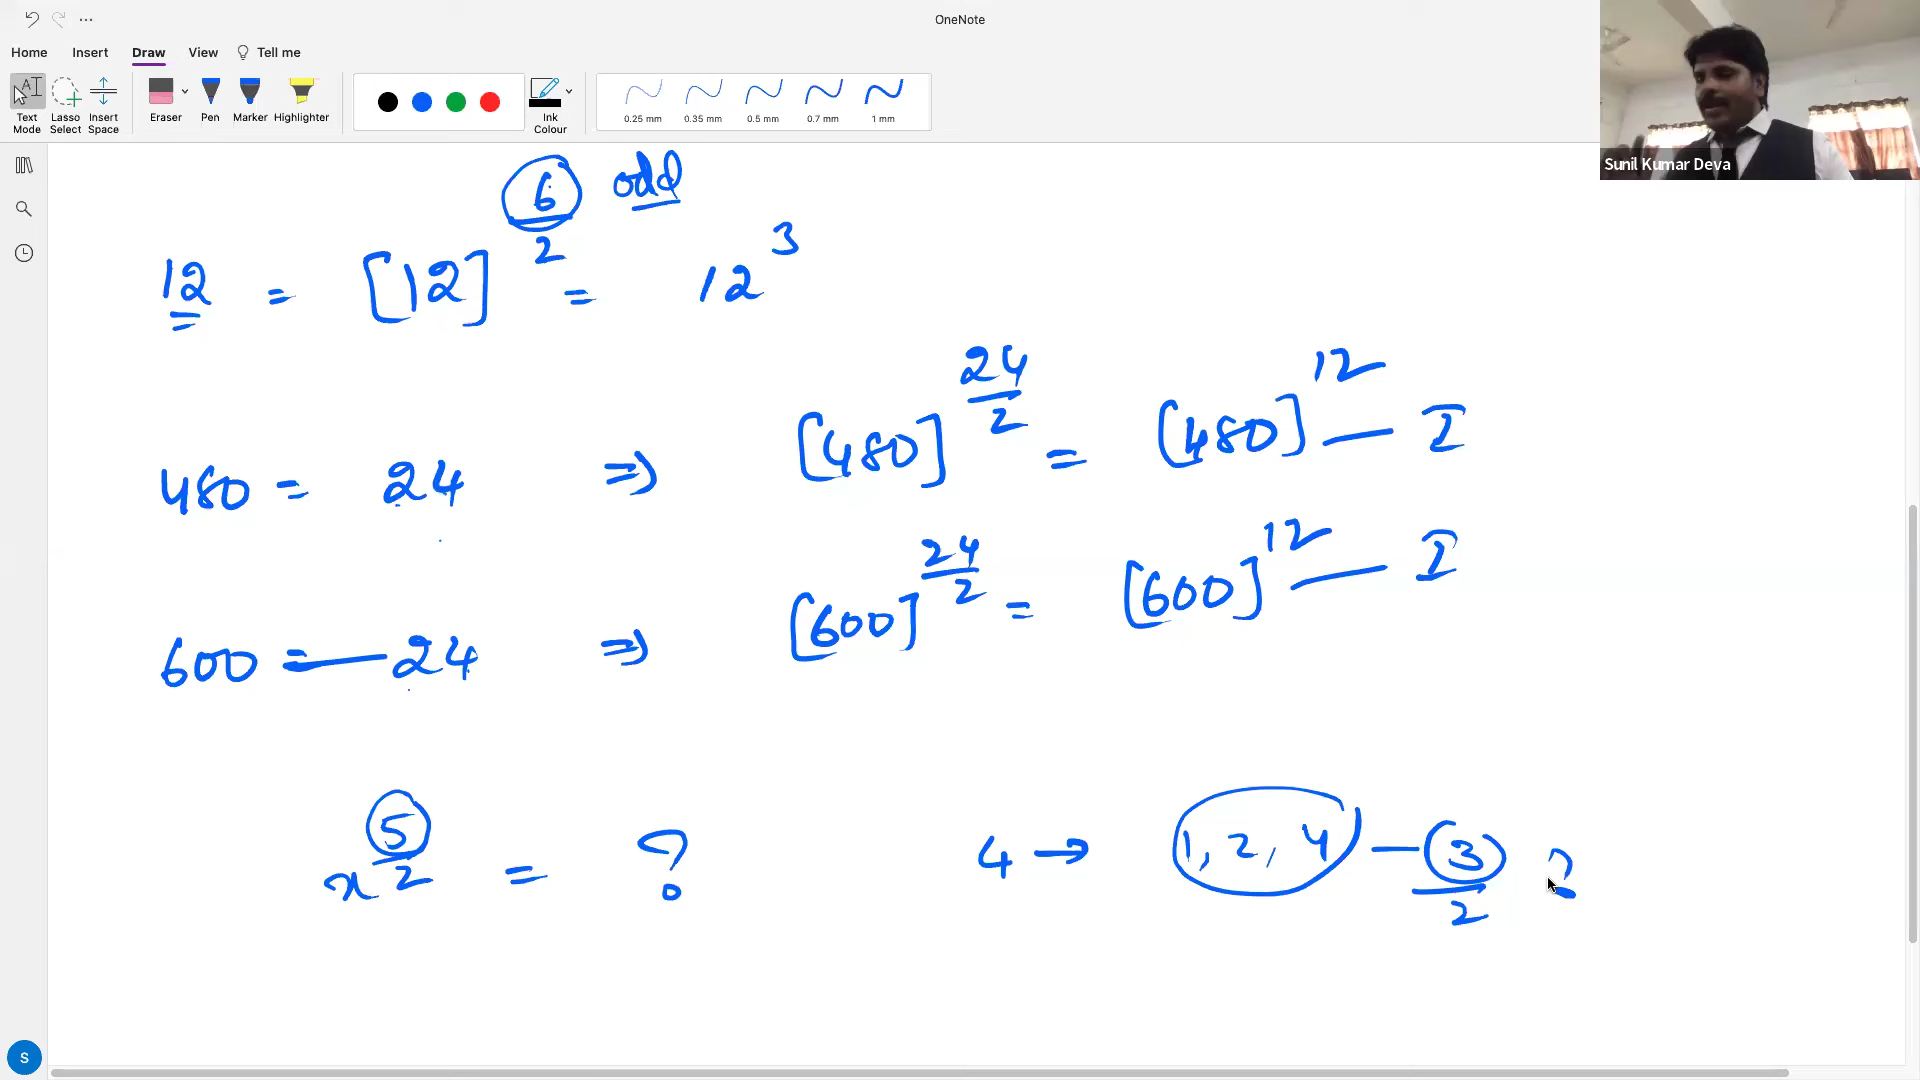 OneNote
Home Insert Draw View Tell me
Text Mode Lasso Select Insert Space Eraser Pen Marker Highlighter Ink Colour 0.25 mm 0.35 mm 0.5 mm 0.7 mm 1 mm
Sunil Kumar Deva
odd
12 = [12]^(6/2) = 12^3
480 = 24 ⇒ [480]^(24/2) = [480]^12 — I
600 = — 24 ⇒ [600]^(24/2) = [600]^12 — I
x^(5/2) = ? 4 → 1, 2, 4 — 3/2 ?
S